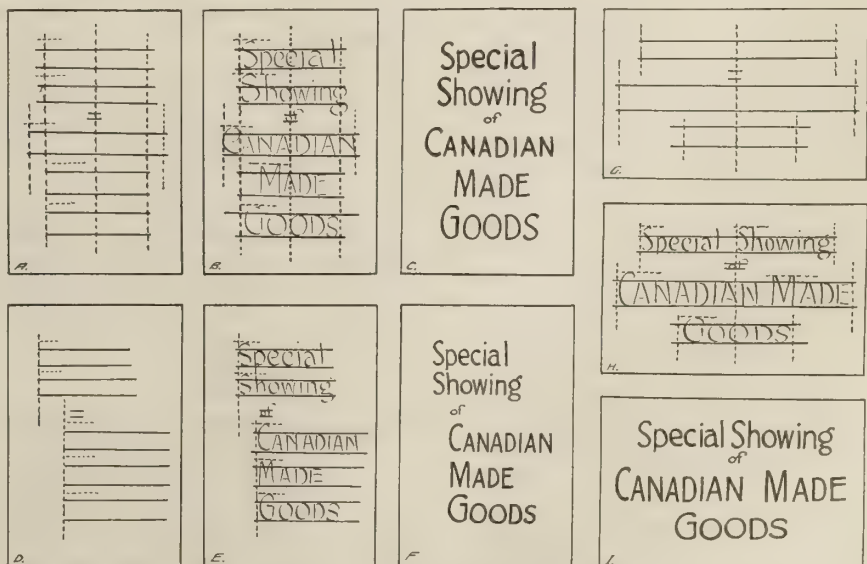 A.
B.
Special
Showing
of
CANADIAN
MADE
GOODS
C.
Special
Showing
of
CANADIAN
MADE
GOODS
G.
H.
Special Showing
of
CANADIAN MADE
GOODS
D.
E.
Special
Showing
of
CANADIAN
MADE
GOODS
F
Special
Showing
of
CANADIAN
MADE
GOODS
I.
Special Showing
of
CANADIAN MADE
GOODS